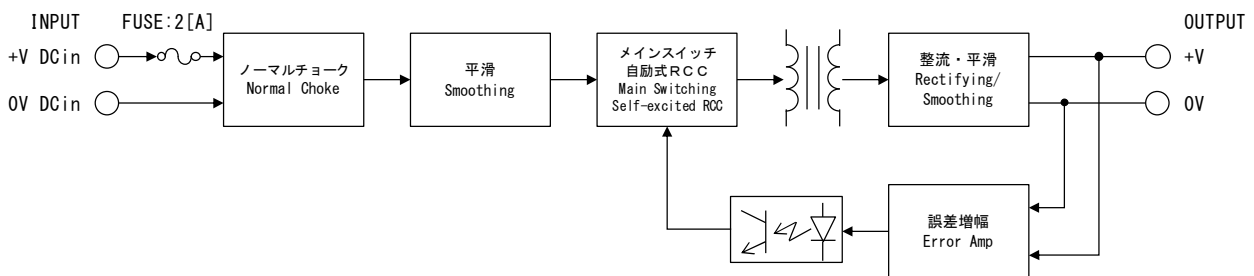 INPUT
FUSE:2[A]
OUTPUT
+V DCin
0V DCin
ノーマルチョーク
Normal Choke
平滑
Smoothing
メインスイッチ
自励式RCC
Main Switching
Self-excited RCC
整流・平滑
Rectifying/
Smoothing
+V
0V
誤差増幅
Error Amp